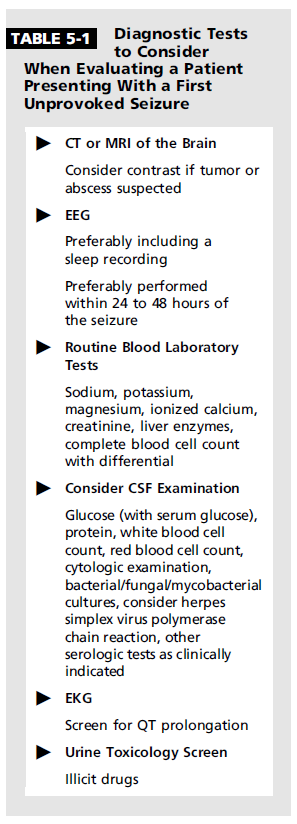 TABLE 5-1 Diagnostic Tests
to Consider
When Evaluating a Patient
Presenting With a First
Unprovoked Seizure
► CT or MRI of the Brain
Consider contrast if tumor or
abscess suspected
► EEG
Preferably including a
sleep recording
Preferably performed
within 24 to 48 hours of
the seizure
► Routine Blood Laboratory
Tests
Sodium, potassium,
magnesium, ionized calcium,
creatinine, liver enzymes,
complete blood cell count
with differential
► Consider CSF Examination
Glucose (with serum glucose),
protein, white blood cell
count, red blood cell count,
cytologic examination,
bacterial/fungal/mycobacterial
cultures, consider herpes
simplex virus polymerase
chain reaction, other
serologic tests as clinically
indicated
► EKG
Screen for QT prolongation
► Urine Toxicology Screen
Illicit drugs